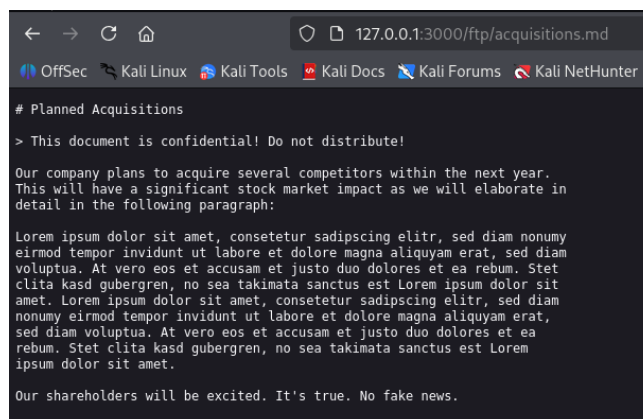 127.0.0.1:3000/ftp/acquisitions.md
OffSec Kali Linux Kali Tools Kali Docs Kali Forums Kali NetHunter
# Planned Acquisitions
> This document is confidential! Do not distribute!
Our company plans to acquire several competitors within the next year.
This will have a significant stock market impact as we will elaborate in
detail in the following paragraph:
Lorem ipsum dolor sit amet, consetetur sadipscing elitr, sed diam nonumy
eirmod tempor invidunt ut labore et dolore magna aliquyam erat, sed diam
voluptua. At vero eos et accusam et justo duo dolores et ea rebum. Stet
clita kasd gubergren, no sea takimata sanctus est Lorem ipsum dolor sit
amet. Lorem ipsum dolor sit amet, consetetur sadipscing elitr, sed diam
nonumy eirmod tempor invidunt ut labore et dolore magna aliquyam erat,
sed diam voluptua. At vero eos et accusam et justo duo dolores et ea
rebum. Stet clita kasd gubergren, no sea takimata sanctus est Lorem
ipsum dolor sit amet.
Our shareholders will be excited. It's true. No fake news.